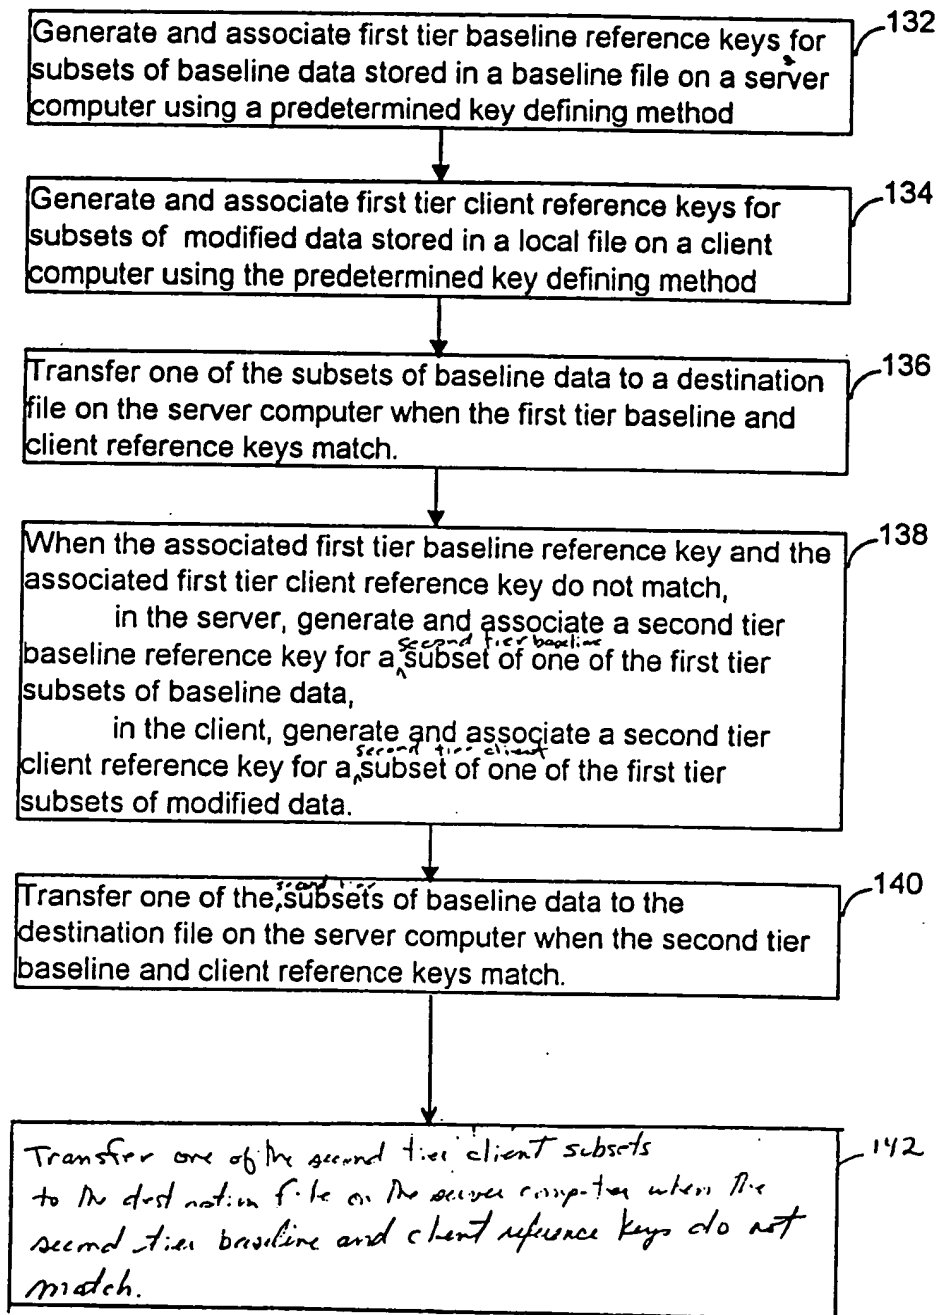 Generate and associate first tier baseline reference keys for
132
subsets of baseline data stored in a baseline file on a server
computer using a predetermined key defining method
Generate and associate first tier client reference keys for
134
subsets of modified data stored in a local file on a client
computer using the predetermined key defining method
Transfer one of the subsets of baseline data to a destination
136
file on the server computer when the first tier baseline and
client reference keys match.
When the associated first tier baseline reference key and the
138
associated first tier client reference key do not match,
in the server, generate and associate a second tier
second tier baseline
baseline reference key for a ^ subset of one of the first tier
subsets of baseline data,
in the client, generate and associate a second tier
second tier client
client reference key for a ^ subset of one of the first tier
subsets of modified data.
second tier
Transfer one of the ^ subsets of baseline data to the
140
destination file on the server computer when the second tier
baseline and client reference keys match.
Transfer one of the second tier client subsets
142
to the destination file on the server computer when the
second tier baseline and client reference keys do not
match.